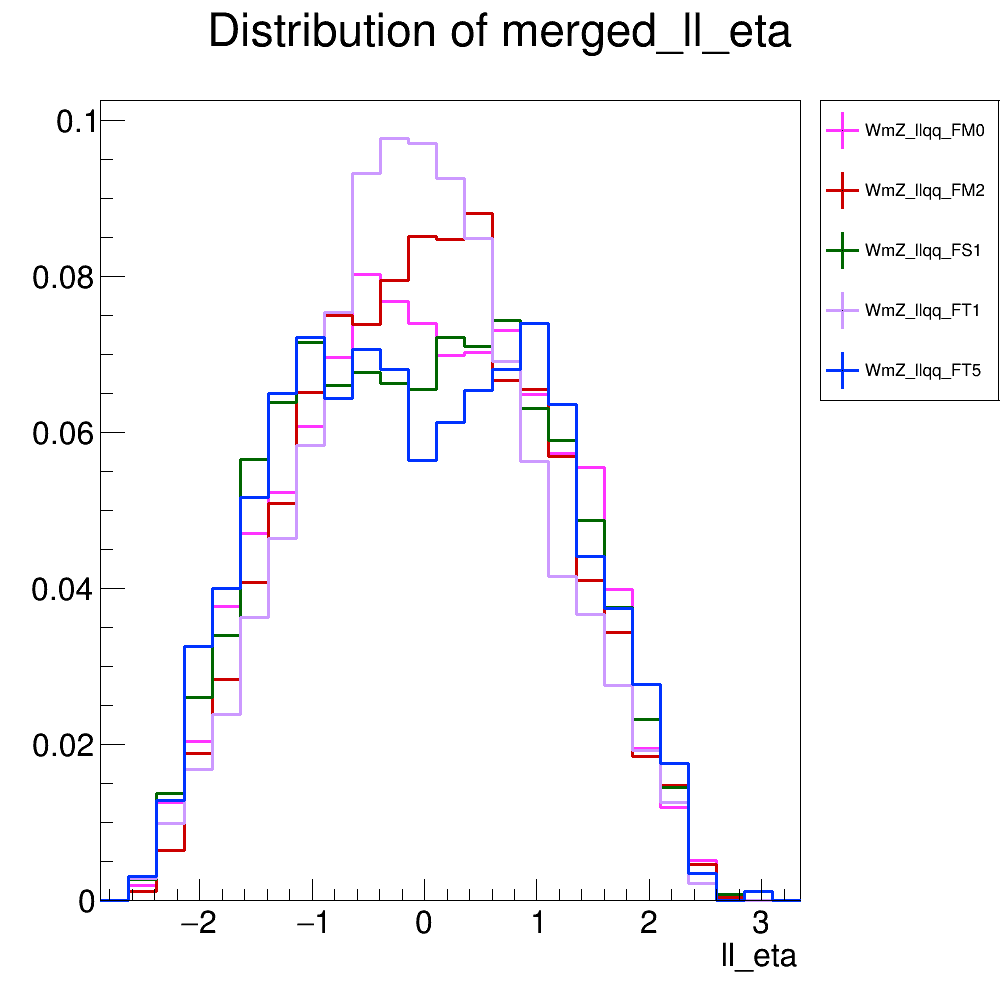 Distribution of merged_ll_eta
0.1
0.08
0.06
0.04
0.02
0
−2 −1 0 1 2 3
ll_eta
WmZ_llqq_FM0
WmZ_llqq_FM2
WmZ_llqq_FS1
WmZ_llqq_FT1
WmZ_llqq_FT5